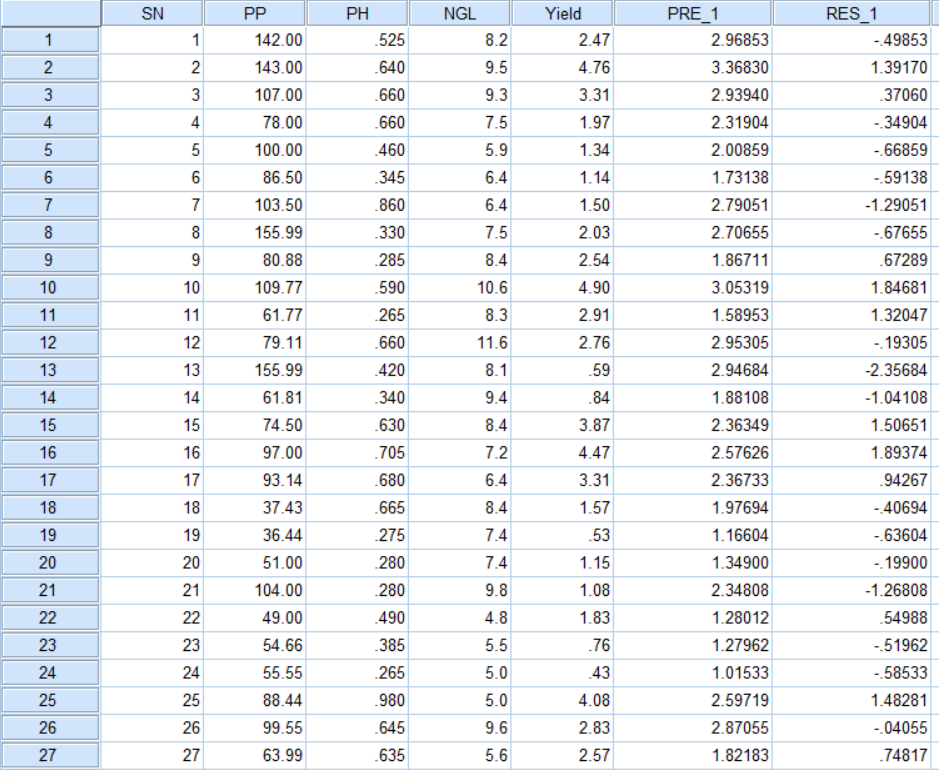 SN PP PH NGL Yield PRE_1 RES_1
1 1 142.00 .525 8.2 2.47 2.96853 -.49853
2 2 143.00 .640 9.5 4.76 3.36830 1.39170
3 3 107.00 .660 9.3 3.31 2.93940 .37060
4 4 78.00 .660 7.5 1.97 2.31904 -.34904
5 5 100.00 .460 5.9 1.34 2.00859 -.66859
6 6 86.50 .345 6.4 1.14 1.73138 -.59138
7 7 103.50 .860 6.4 1.50 2.79051 -1.29051
8 8 155.99 .330 7.5 2.03 2.70655 -.67655
9 9 80.88 .285 8.4 2.54 1.86711 .67289
10 10 109.77 .590 10.6 4.90 3.05319 1.84681
11 11 61.77 .265 8.3 2.91 1.58953 1.32047
12 12 79.11 .660 11.6 2.76 2.95305 -.19305
13 13 155.99 .420 8.1 .59 2.94684 -2.35684
14 14 61.81 .340 9.4 .84 1.88108 -1.04108
15 15 74.50 .630 8.4 3.87 2.36349 1.50651
16 16 97.00 .705 7.2 4.47 2.57626 1.89374
17 17 93.14 .680 6.4 3.31 2.36733 .94267
18 18 37.43 .665 8.4 1.57 1.97694 -.40694
19 19 36.44 .275 7.4 .53 1.16604 -.63604
20 20 51.00 .280 7.4 1.15 1.34900 -.19900
21 21 104.00 .280 9.8 1.08 2.34808 -1.26808
22 22 49.00 .490 4.8 1.83 1.28012 .54988
23 23 54.66 .385 5.5 .76 1.27962 -.51962
24 24 55.55 .265 5.0 .43 1.01533 -.58533
25 25 88.44 .980 5.0 4.08 2.59719 1.48281
26 26 99.55 .645 9.6 2.83 2.87055 -.04055
27 27 63.99 .635 5.6 2.57 1.82183 .74817